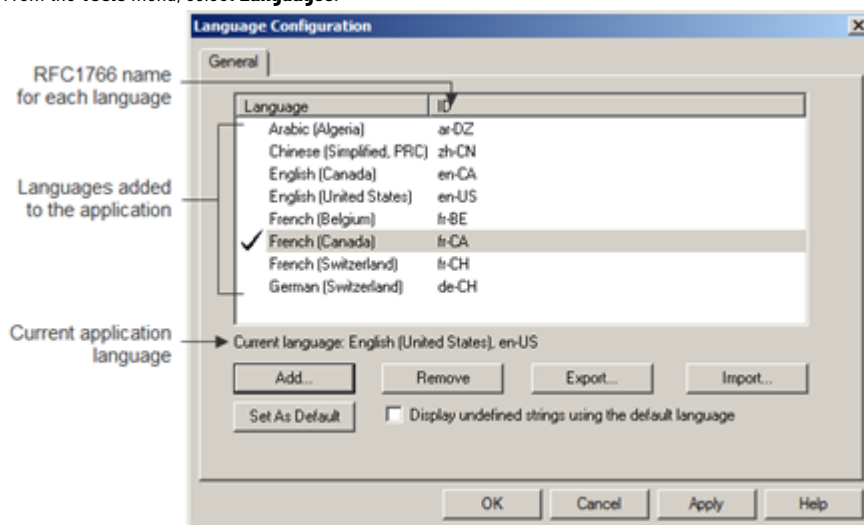 From the Tools menu, select Languages.
Language Configuration
General
RFC1766 name
for each language
Language ID
Arabic (Algeria) ar-DZ
Chinese (Simplified, PRC) zh-CN
English (Canada) en-CA
Languages added
to the application
English (United States) en-US
French (Belgium) fr-BE
French (Canada) fr-CA
French (Switzerland) fr-CH
German (Switzerland) de-CH
Current application
language
Current language: English (United States), en-US
Add... Remove Export... Import...
Set As Default Display undefined strings using the default language
OK Cancel Apply Help